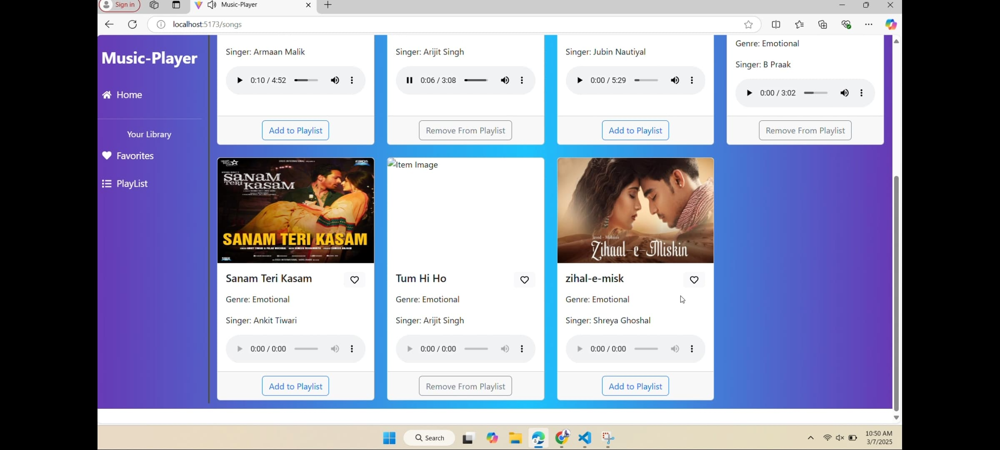 Sign in
Music-Player
localhost:5173/songs
Music-Player
Home
Your Library
Favorites
PlayList
Singer: Armaan Malik
0:10 / 4:52
Add to Playlist
Singer: Arijit Singh
0:06 / 3:08
Remove From Playlist
Singer: Jubin Nautiyal
0:00 / 5:29
Add to Playlist
Genre: Emotional
Singer: B Praak
0:00 / 3:02
Remove From Playlist
EROS
SANAM
TERI KASAM
SANAM TERI KASAM
Sanam Teri Kasam
Genre: Emotional
Singer: Ankit Tiwari
0:00 / 0:00
Add to Playlist
Item Image
Tum Hi Ho
Genre: Emotional
Singer: Arijit Singh
0:00 / 0:00
Remove From Playlist
Javed - Mohsin's
Zihaal-e-Miskin
zihal-e-misk
Genre: Emotional
Singer: Shreya Ghoshal
0:00 / 0:00
Add to Playlist
Search
10:50 AM
3/7/2025